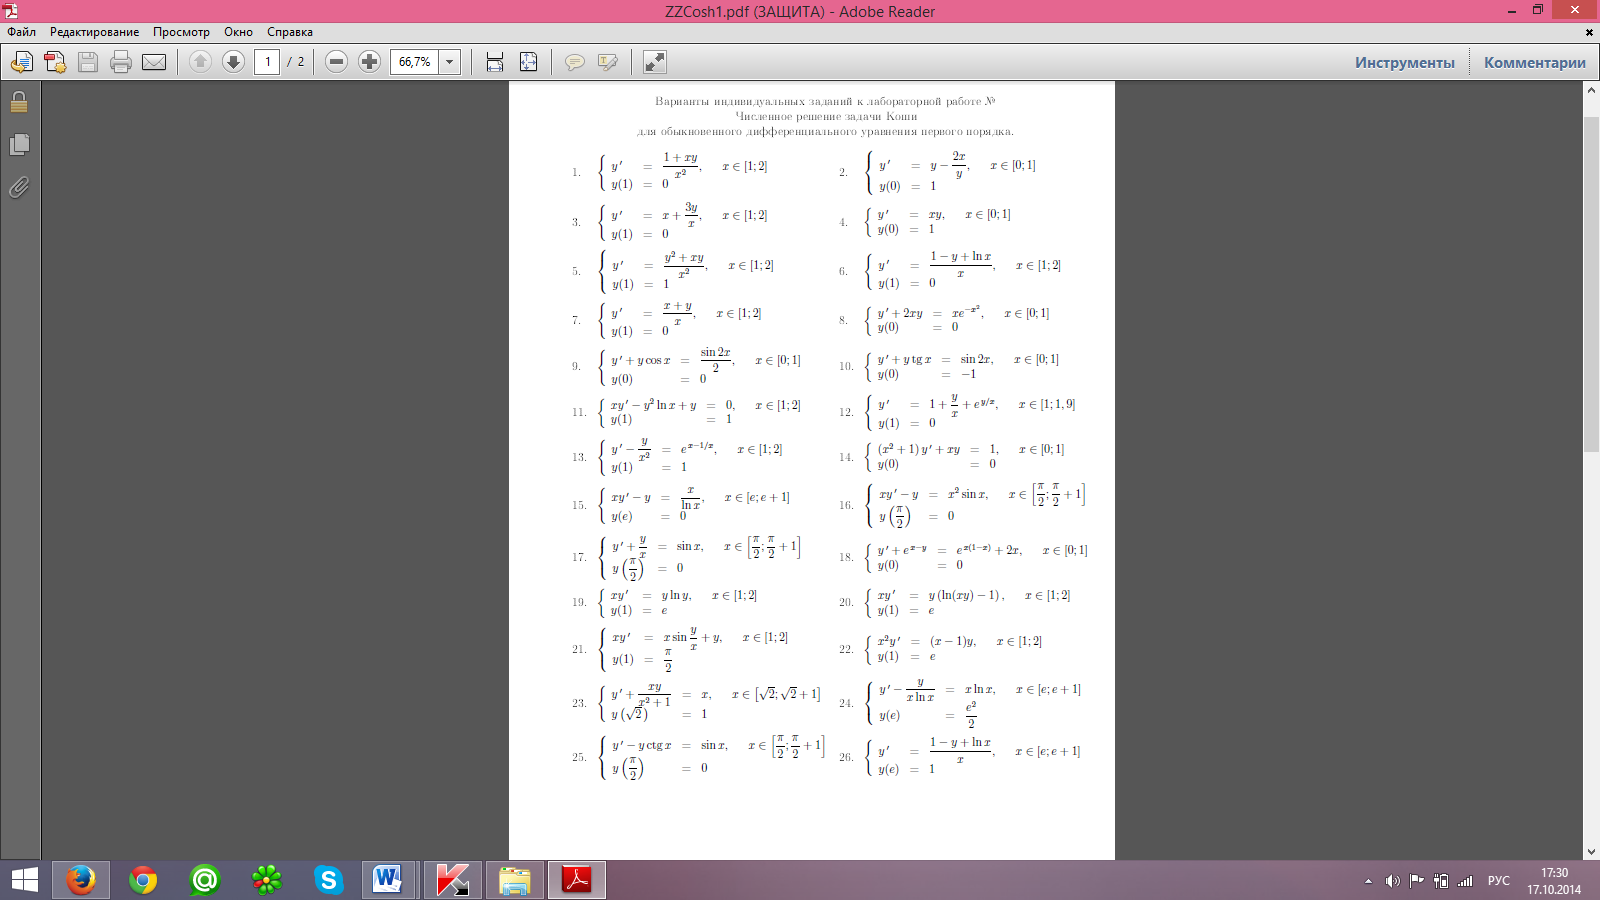 ZZCosh1.pdf (ЗАЩИТА) - Adobe Reader
Файл Редактирование Просмотр Окно Справка
1 / 2 66,7% Инструменты Комментарии
Варианты индивидуальных заданий к лабораторной работе №
Численное решение задачи Коши
для обыкновенного дифференциального уравнения первого порядка.
1. { y′ = (1 + xy)/x², x ∈ [1; 2]
y(1) = 0
2. { y′ = y − 2x/y, x ∈ [0; 1]
y(0) = 1
3. { y′ = x + 3y/x, x ∈ [1; 2]
y(1) = 0
4. { y′ = xy, x ∈ [0; 1]
y(0) = 1
5. { y′ = (y² + xy)/x², x ∈ [1; 2]
y(1) = 1
6. { y′ = (1 − y + ln x)/x, x ∈ [1; 2]
y(1) = 0
7. { y′ = (x + y)/x, x ∈ [1; 2]
y(1) = 0
8. { y′ + 2xy = xe^(−x²), x ∈ [0; 1]
y(0) = 0
9. { y′ + y cos x = sin 2x/2, x ∈ [0; 1]
y(0) = 0
10. { y′ + y tg x = sin 2x, x ∈ [0; 1]
y(0) = −1
11. { xy′ − y² ln x + y = 0, x ∈ [1; 2]
y(1) = 1
12. { y′ = 1 + y/x + e^(y/x), x ∈ [1; 1, 9]
y(1) = 0
13. { y′ − y/x² = e^(x−1/x), x ∈ [1; 2]
y(1) = 1
14. { (x² + 1) y′ + xy = 1, x ∈ [0; 1]
y(0) = 0
15. { xy′ − y = x/ln x, x ∈ [e; e + 1]
y(e) = 0
16. { xy′ − y = x² sin x, x ∈ [π/2; π/2 + 1]
y(π/2) = 0
17. { y′ + y/x = sin x, x ∈ [π/2; π/2 + 1]
y(π/2) = 0
18. { y′ + e^(x−y) = e^(x(1−x)) + 2x, x ∈ [0; 1]
y(0) = 0
19. { xy′ = y ln y, x ∈ [1; 2]
y(1) = e
20. { xy′ = y (ln(xy) − 1), x ∈ [1; 2]
y(1) = e
21. { xy′ = x sin y/x + y, x ∈ [1; 2]
y(1) = π/2
22. { x²y′ = (x − 1)y, x ∈ [1; 2]
y(1) = e
23. { y′ + xy/(x² + 1) = x, x ∈ [√2; √2 + 1]
y(√2) = 1
24. { y′ − y/(x ln x) = x ln x, x ∈ [e; e + 1]
y(e) = e²/2
25. { y′ − y ctg x = sin x, x ∈ [π/2; π/2 + 1]
y(π/2) = 0
26. { y′ = (1 − y + ln x)/x, x ∈ [e; e + 1]
y(e) = 1
РУС 17:30
17.10.2014